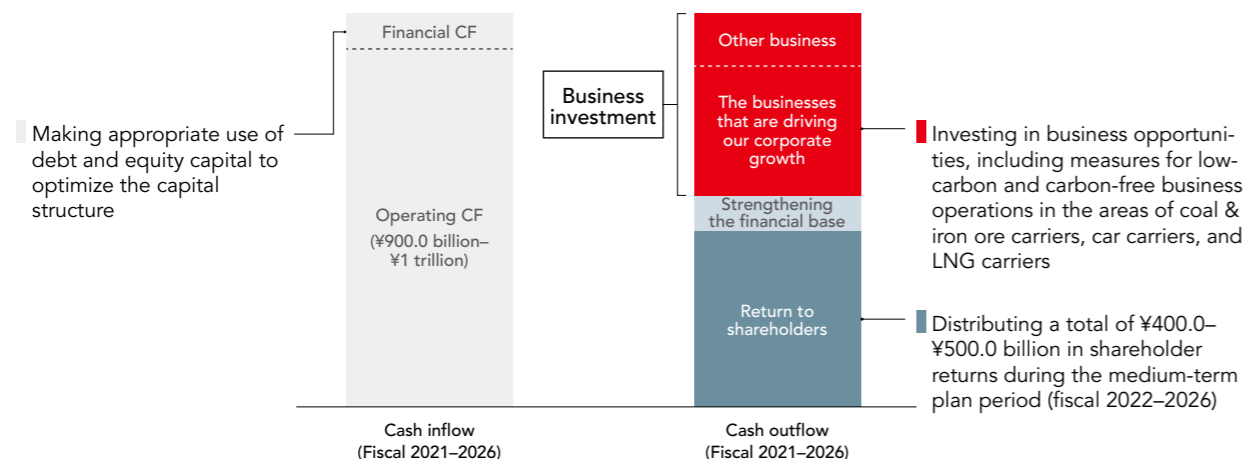 Making appropriate use of
debt and equity capital to
optimize the capital
structure
Financial CF
Operating CF
(¥900.0 billion–
¥1 trillion)
Cash inflow
(Fiscal 2021–2026)
Business
investment
Other business
The businesses
that are driving
our corporate
growth
Strengthening
the financial base
Return to
shareholders
Cash outflow
(Fiscal 2021–2026)
Investing in business opportuni-
ties, including measures for low-
carbon and carbon-free business
operations in the areas of coal &
iron ore carriers, car carriers, and
LNG carriers
Distributing a total of ¥400.0–
¥500.0 billion in shareholder
returns during the medium-term
plan period (fiscal 2022–2026)